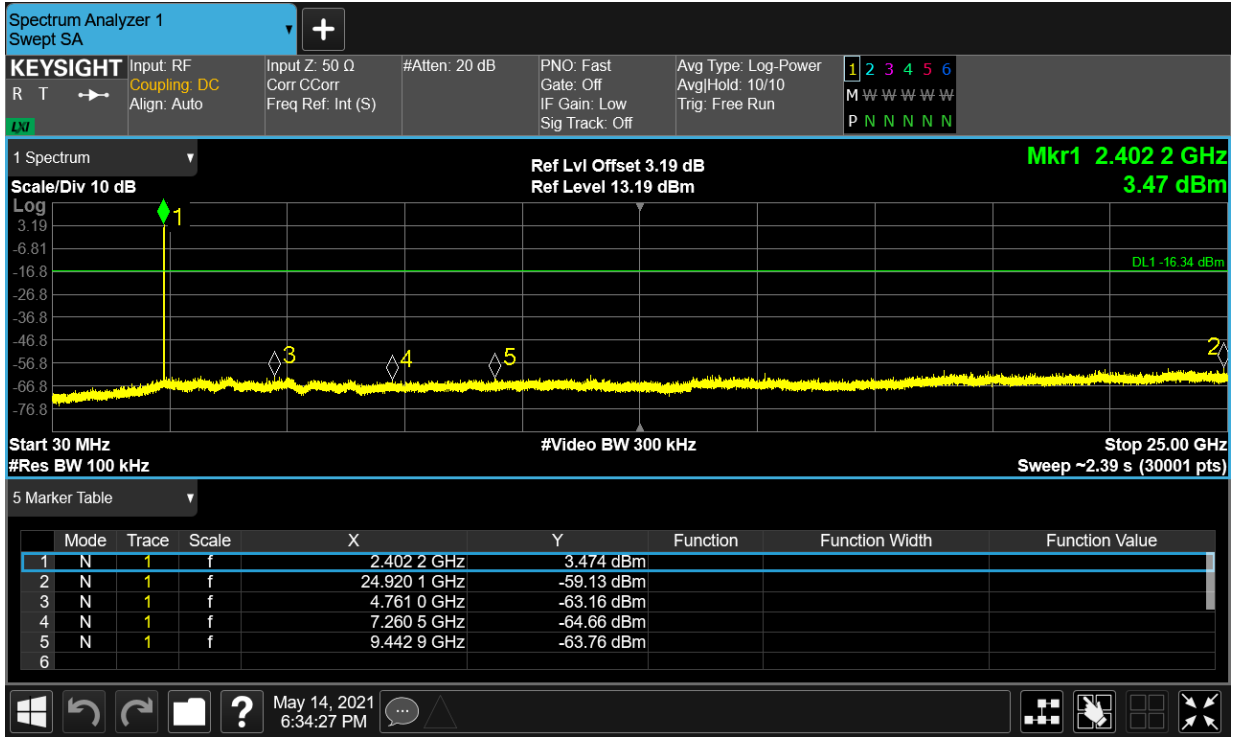 Spectrum Analyzer 1
Swept SA
+
KEYSIGHT
R T
LXI
Input: RF
Coupling: DC
Align: Auto
Input Z: 50 Ω
Corr CCorr
Freq Ref: Int (S)
#Atten: 20 dB
PNO: Fast
Gate: Off
IF Gain: Low
Sig Track: Off
Avg Type: Log-Power
Avg|Hold: 10/10
Trig: Free Run
1 2 3 4 5 6
M W W W W W
P N N N N N
1 Spectrum
Scale/Div 10 dB
Ref Lvl Offset 3.19 dB
Ref Level 13.19 dBm
Mkr1 2.402 2 GHz
3.47 dBm
Log
3.19
-6.81
-16.8
-26.8
-36.8
-46.8
-56.8
-66.8
-76.8
1
DL1 -16.34 dBm
3
4
5
2
Start 30 MHz
#Video BW 300 kHz
Stop 25.00 GHz
#Res BW 100 kHz
Sweep ~2.39 s (30001 pts)
5 Marker Table
Mode Trace Scale X Y Function Function Width Function Value
1 N 1 f 2.402 2 GHz 3.474 dBm
2 N 1 f 24.920 1 GHz -59.13 dBm
3 N 1 f 4.761 0 GHz -63.16 dBm
4 N 1 f 7.260 5 GHz -64.66 dBm
5 N 1 f 9.442 9 GHz -63.76 dBm
6
?
May 14, 2021
6:34:27 PM